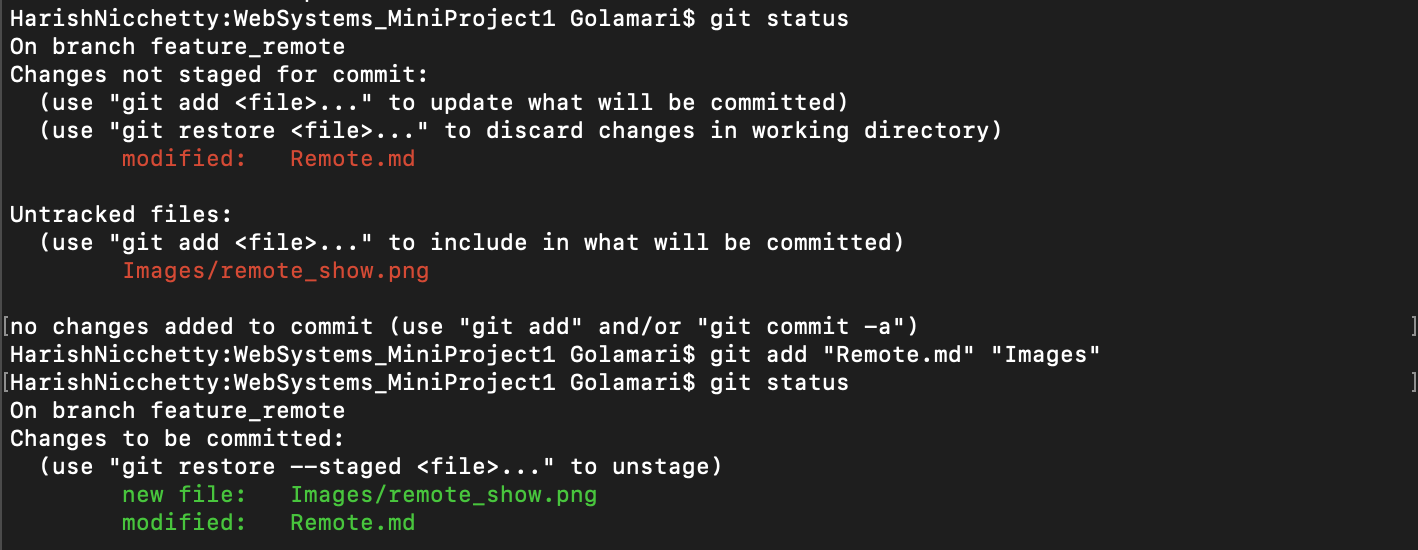 HarishNicchetty:WebSystems_MiniProject1 Golamari$ git status
On branch feature_remote
Changes not staged for commit:
  (use "git add <file>..." to update what will be committed)
  (use "git restore <file>..." to discard changes in working directory)
        modified:   Remote.md

Untracked files:
  (use "git add <file>..." to include in what will be committed)
        Images/remote_show.png

[no changes added to commit (use "git add" and/or "git commit -a") ]
HarishNicchetty:WebSystems_MiniProject1 Golamari$ git add "Remote.md" "Images"
[HarishNicchetty:WebSystems_MiniProject1 Golamari$ git status ]
On branch feature_remote
Changes to be committed:
  (use "git restore --staged <file>..." to unstage)
        new file:   Images/remote_show.png
        modified:   Remote.md